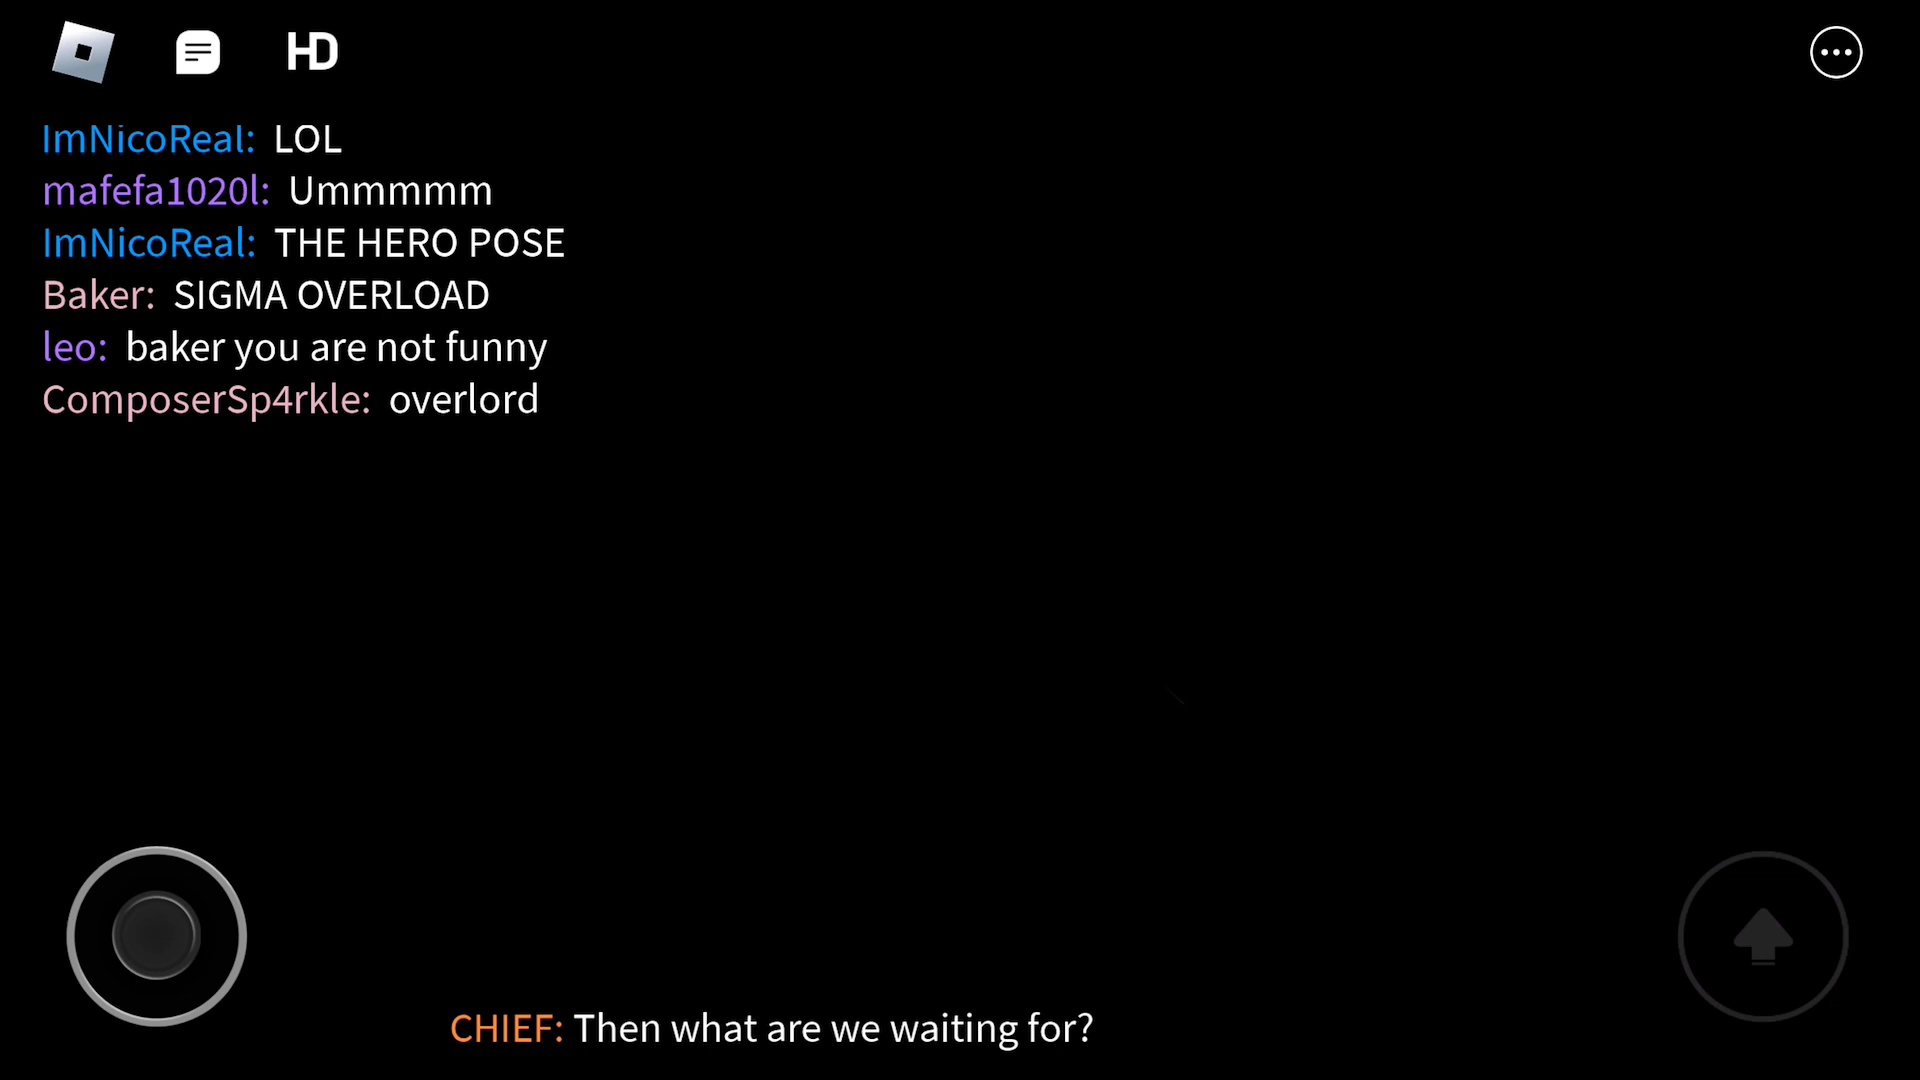 HD
ImNicoReal: LOL
mafefa1020l: Ummmmm
ImNicoReal: THE HERO POSE
Baker: SIGMA OVERLOAD
leo: baker you are not funny
ComposerSp4rkle: overlord
CHIEF: Then what are we waiting for?